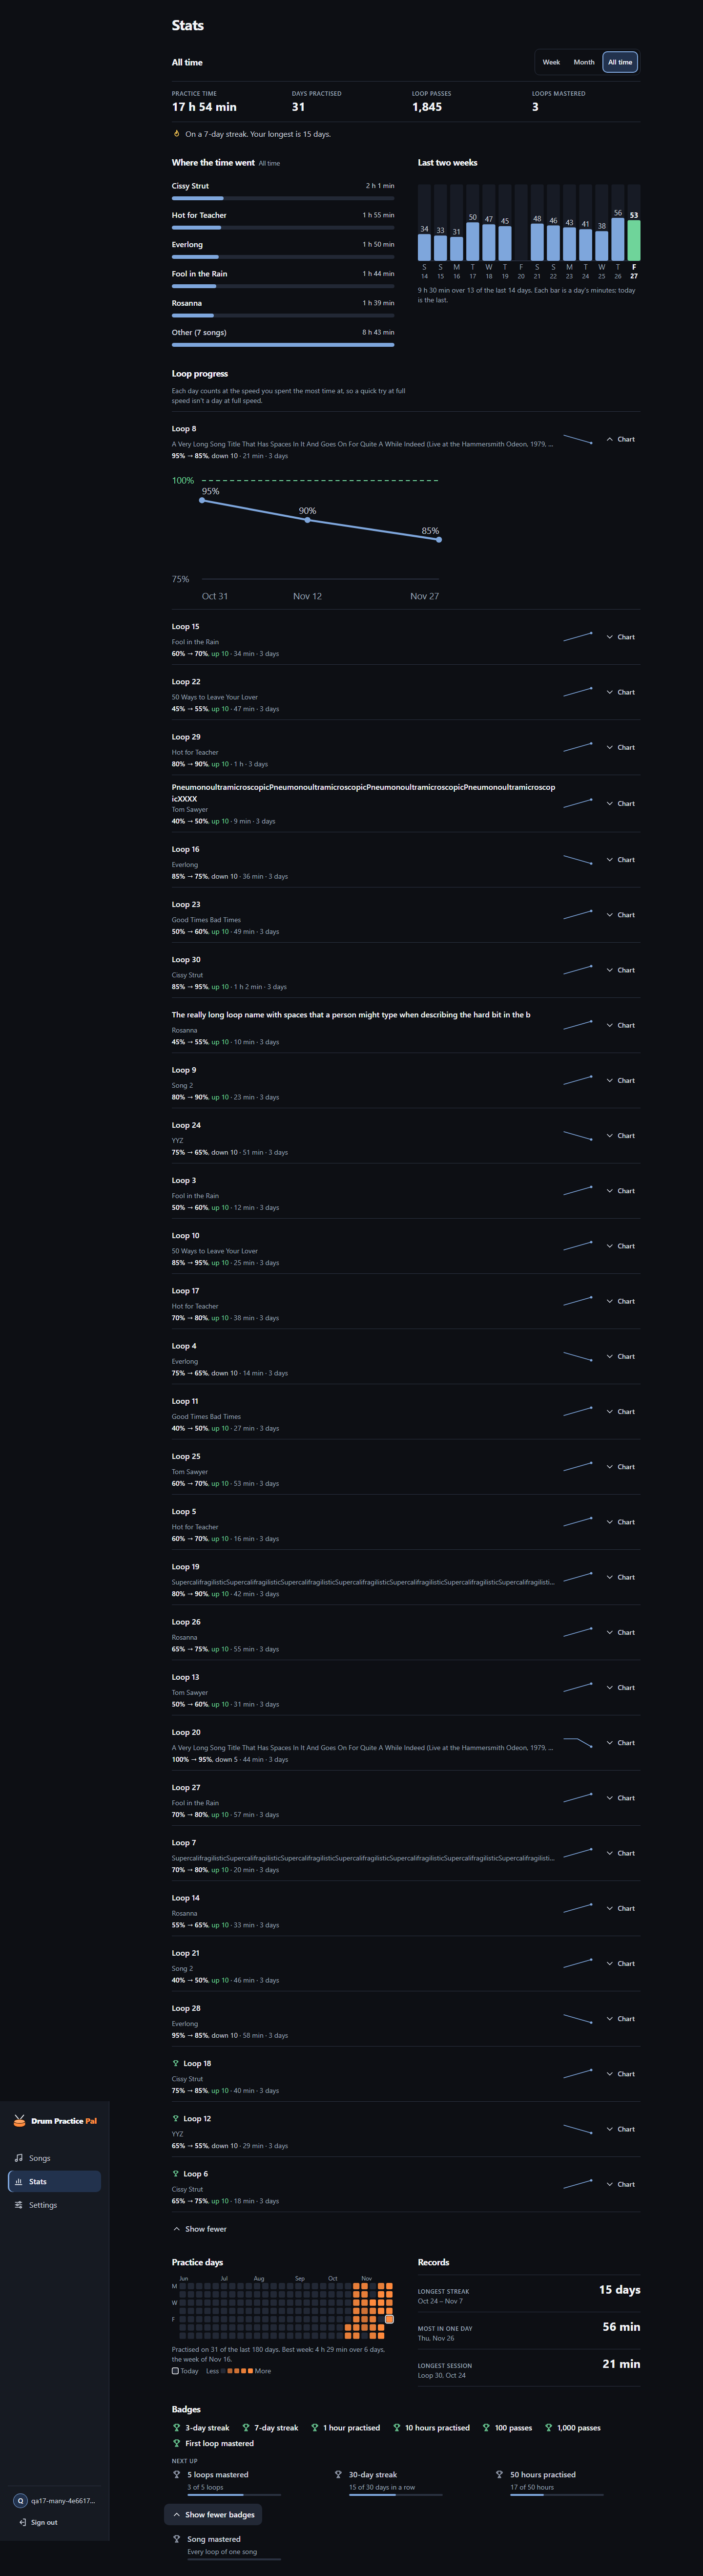 Stats
All time
Week Month All time
PRACTICE TIME
17 h 54 min
DAYS PRACTISED
31
LOOP PASSES
1,845
LOOPS MASTERED
3
On a 7-day streak. Your longest is 15 days.
Where the time went All time
Cissy Strut 2 h 1 min
Hot for Teacher 1 h 55 min
Everlong 1 h 50 min
Fool in the Rain 1 h 44 min
Rosanna 1 h 39 min
Other (7 songs) 8 h 43 min
Last two weeks
34 33 31 50 47 45 48 46 43 41 38 56 53
S M T W T F S
S S M T W T F S S M T W T F
14 15 16 17 18 19 20 21 22 23 24 25 26 27
9 h 30 min over 13 of the last 14 days. Each bar is a day's minutes; today
is the last.
Loop progress
Each day counts at the speed you spent the most time at, so a quick try at full
speed isn't a day at full speed.
Loop 8
A Very Long Song Title That Has Spaces In It And Goes On For Quite A While Indeed (Live at the Hammersmith Odeon, 1979, ...
95% → 85%, down 10 · 21 min · 3 days
Chart
100%
95%
90%
85%
75%
Oct 31 Nov 12 Nov 27
Loop 15
Fool in the Rain
60% → 70%, up 10 · 34 min · 3 days
Chart
Loop 22
50 Ways to Leave Your Lover
45% → 55%, up 10 · 47 min · 3 days
Chart
Loop 29
Hot for Teacher
80% → 90%, up 10 · 1 h · 3 days
Chart
PneumonoultramicroscopicPneumonoultramicroscopicPneumonoultramicroscopicPneumonoultramicroscop
icXXXX
Tom Sawyer
40% → 50%, up 10 · 9 min · 3 days
Chart
Loop 16
Everlong
85% → 75%, down 10 · 36 min · 3 days
Chart
Loop 23
Good Times Bad Times
50% → 60%, up 10 · 49 min · 3 days
Chart
Loop 30
Cissy Strut
85% → 95%, up 10 · 1 h 2 min · 3 days
Chart
The really long loop name with spaces that a person might type when describing the hard bit in the b
Rosanna
45% → 55%, up 10 · 10 min · 3 days
Chart
Loop 9
Song 2
80% → 90%, up 10 · 23 min · 3 days
Chart
Loop 24
YYZ
75% → 65%, down 10 · 51 min · 3 days
Chart
Loop 3
Fool in the Rain
50% → 60%, up 10 · 12 min · 3 days
Chart
Loop 10
50 Ways to Leave Your Lover
85% → 95%, up 10 · 25 min · 3 days
Chart
Loop 17
Hot for Teacher
70% → 80%, up 10 · 38 min · 3 days
Chart
Loop 4
Everlong
75% → 65%, down 10 · 14 min · 3 days
Chart
Loop 11
Good Times Bad Times
40% → 50%, up 10 · 27 min · 3 days
Chart
Loop 25
Tom Sawyer
60% → 70%, up 10 · 53 min · 3 days
Chart
Loop 5
Hot for Teacher
60% → 70%, up 10 · 16 min · 3 days
Chart
Loop 19
SupercalifragilisticSupercalifragilisticSupercalifragilisticSupercalifragilisticSupercalifragilisticSupercalifragilisticSupercalifragilisti...
80% → 90%, up 10 · 42 min · 3 days
Chart
Loop 26
Rosanna
65% → 75%, up 10 · 55 min · 3 days
Chart
Loop 13
Tom Sawyer
50% → 60%, up 10 · 31 min · 3 days
Chart
Loop 20
A Very Long Song Title That Has Spaces In It And Goes On For Quite A While Indeed (Live at the Hammersmith Odeon, 1979, ...
100% → 95%, down 5 · 44 min · 3 days
Chart
Loop 27
Fool in the Rain
70% → 80%, up 10 · 57 min · 3 days
Chart
Loop 7
SupercalifragilisticSupercalifragilisticSupercalifragilisticSupercalifragilisticSupercalifragilisticSupercalifragilisticSupercalifragilisti...
70% → 80%, up 10 · 20 min · 3 days
Chart
Loop 14
Rosanna
55% → 65%, up 10 · 33 min · 3 days
Chart
Loop 21
Song 2
40% → 50%, up 10 · 46 min · 3 days
Chart
Loop 28
Everlong
95% → 85%, down 10 · 58 min · 3 days
Chart
Loop 18
Cissy Strut
75% → 85%, up 10 · 40 min · 3 days
Chart
Loop 12
YYZ
65% → 55%, down 10 · 29 min · 3 days
Chart
Loop 6
Cissy Strut
65% → 75%, up 10 · 18 min · 3 days
Chart
Show fewer
Drum Practice Pal
Songs
Stats
Settings
Q qa17-many-4e6617...
Sign out
Practice days
Jun Jul Aug Sep Oct Nov
M
W
F
Practised on 31 of the last 180 days. Best week: 4 h 29 min over 6 days,
the week of Nov 16.
Today Less More
Records
LONGEST STREAK
Oct 24 – Nov 7
15 days
MOST IN ONE DAY
Thu, Nov 26
56 min
LONGEST SESSION
Loop 30, Oct 24
21 min
Badges
3-day streak 7-day streak 1 hour practised 10 hours practised 100 passes 1,000 passes
First loop mastered
NEXT UP
5 loops mastered
3 of 5 loops
30-day streak
15 of 30 days in a row
50 hours practised
17 of 50 hours
Show fewer badges
Song mastered
Every loop of one song